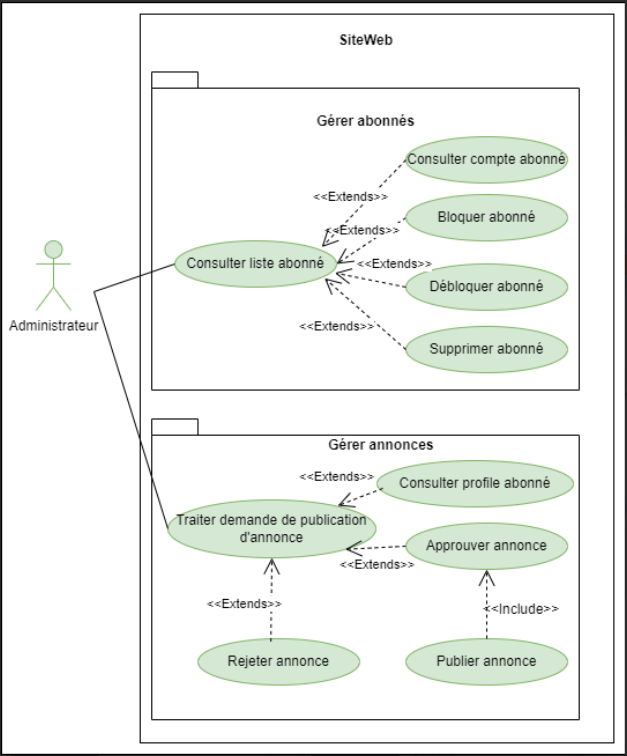 SiteWeb
Gérer abonnés
Consulter compte abonné
<<Extends>>
Bloquer abonné
<<Extends>>
Consulter liste abonné
<<Extends>>
Débloquer abonné
Administrateur
<<Extends>>
Supprimer abonné
Gérer annonces
<<Extends>>
Consulter profile abonné
Traiter demande de publication
d'annonce
Approuver annonce
<<Extends>>
<<Extends>>
<<Include>>
Rejeter annonce
Publier annonce